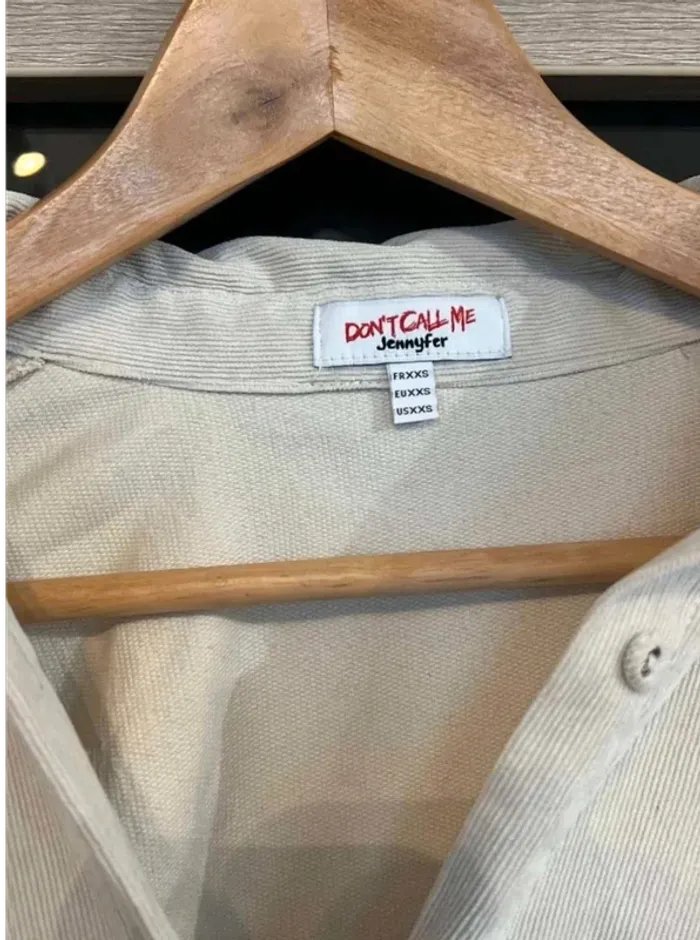 DON'T CALL ME
Jennyfer
FRXXS
EUXXS
USXXS